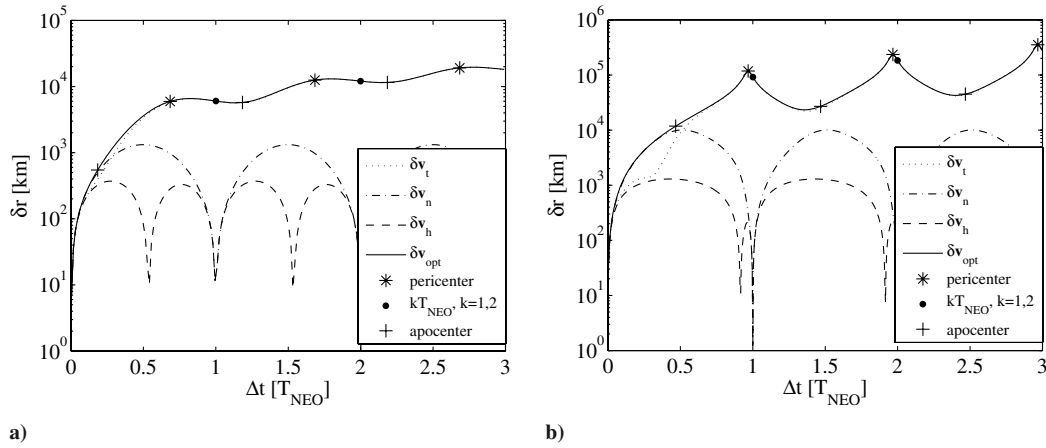 10^5
10^4
10^3
10^2
10^1
10^0
δr [km]
0 0.5 1 1.5 2 2.5 3
Δt [T_NEO]
δv_t
δv_n
δv_h
δv_opt
pericenter
kT_NEO, k=1,2
apocenter
a)
10^6
10^5
10^4
10^3
10^2
10^1
10^0
δr [km]
0 0.5 1 1.5 2 2.5 3
Δt [T_NEO]
δv_t
δv_n
δv_h
δv_opt
pericenter
kT_NEO, k=1,2
apocenter
b)